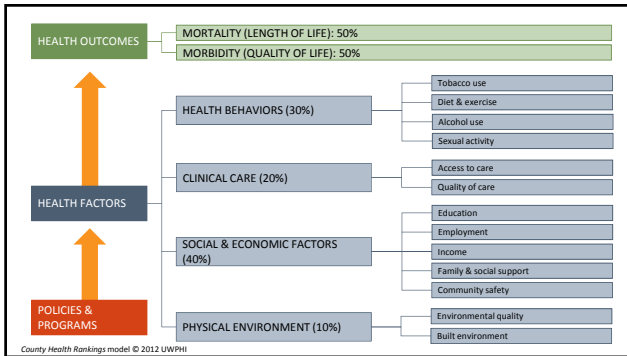 HEALTH OUTCOMES
MORTALITY (LENGTH OF LIFE): 50%
MORBIDITY (QUALITY OF LIFE): 50%
HEALTH FACTORS
HEALTH BEHAVIORS (30%)
Tobacco use
Diet & exercise
Alcohol use
Sexual activity
CLINICAL CARE (20%)
Access to care
Quality of care
SOCIAL & ECONOMIC FACTORS
(40%)
Education
Employment
Income
Family & social support
Community safety
POLICIES &
PROGRAMS
PHYSICAL ENVIRONMENT (10%)
Environmental quality
Built environment
County Health Rankings model © 2012 UWPHI